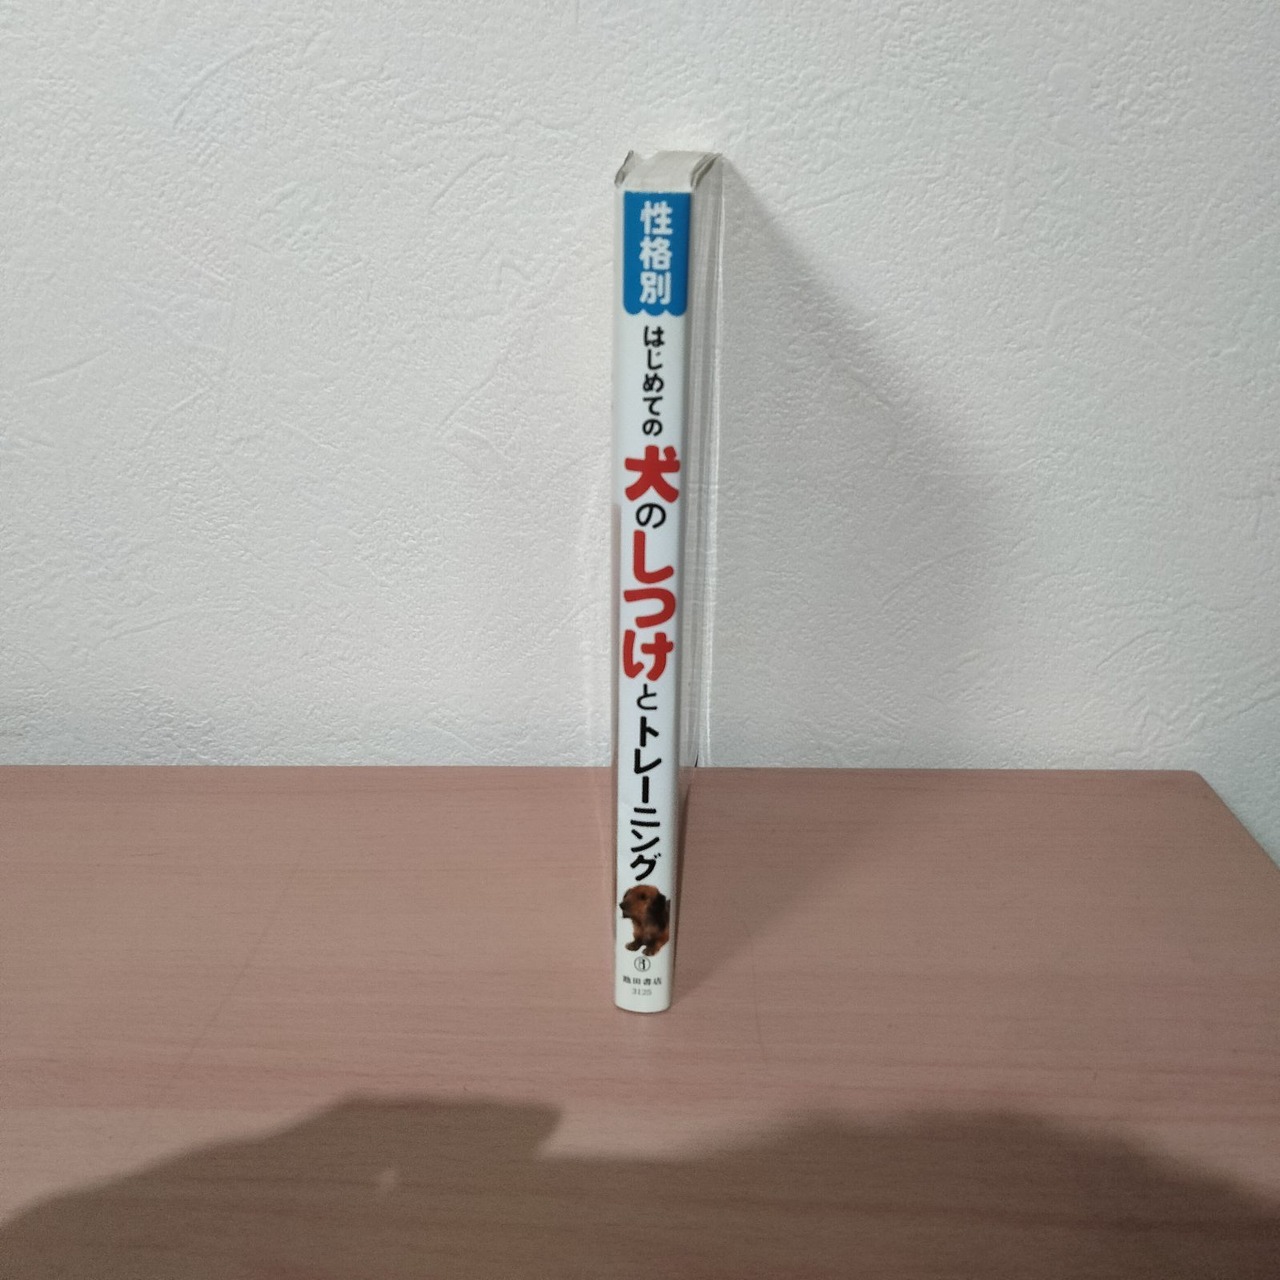 性格別
はじめての
犬のしつけとトレーニング
池田書店
3125